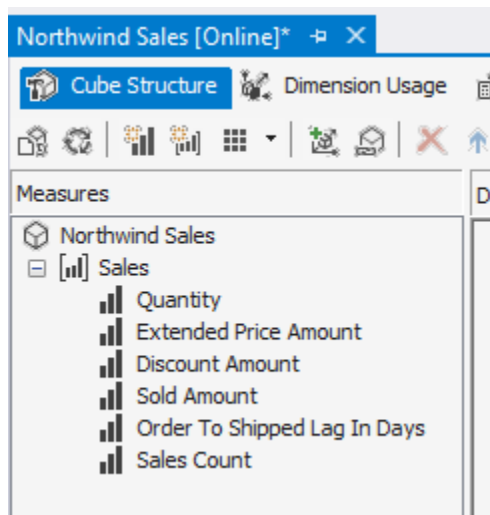 Northwind Sales [Online]*
Cube Structure Dimension Usage
Measures D
Northwind Sales
Sales
Quantity
Extended Price Amount
Discount Amount
Sold Amount
Order To Shipped Lag In Days
Sales Count